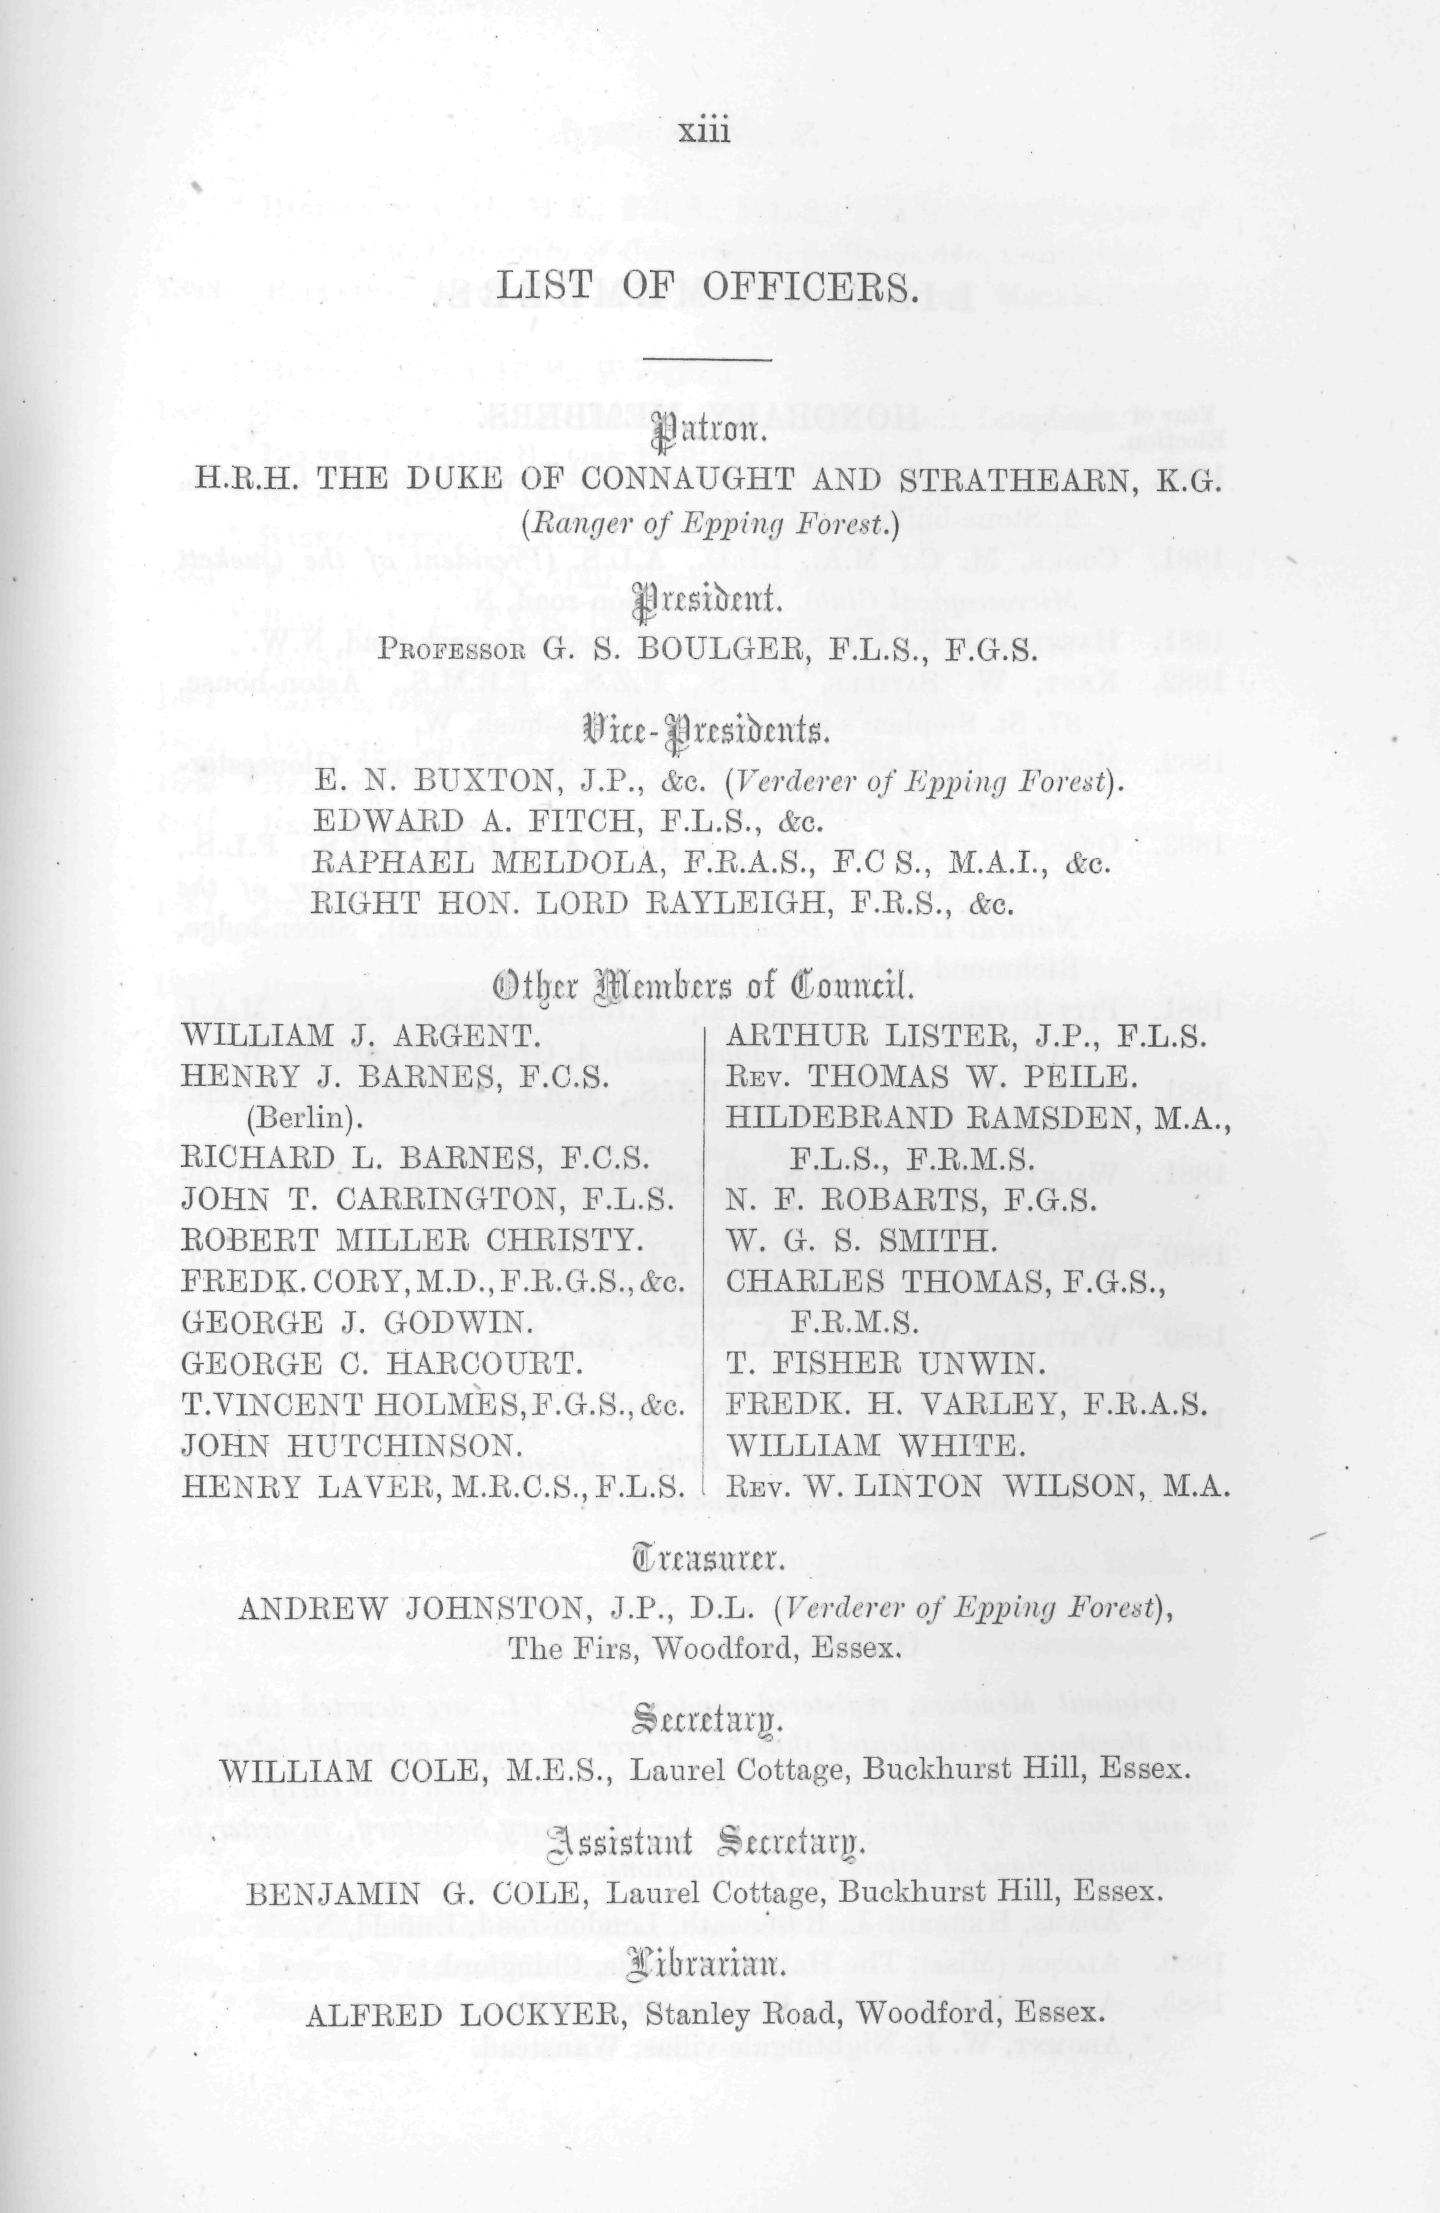 xiii
LIST OF OFFICERS.
Patron.
H.R.H. THE DUKE OF CONNAUGHT AND STRATHEARN, K.G.
(Ranger of Epping Forest.)
President.
PROFESSOR G. S. BOULGER, F.L.S., F.G.S.
Vice-Presidents.
E. N. BUXTON, J.P., &c. (Verderer of Epping Forest).
EDWARD A. FITCH, F.L.S., &c.
RAPHAEL MELDOLA, F.R.A.S., F.C S., M.A.I., &c.
RIGHT HON. LORD RAYLEIGH, F.R.S., &c.
Other Members of Council.
WILLIAM J. ARGENT.
HENRY J. BARNES, F.C.S.
(Berlin).
RICHARD L. BARNES, F.C.S.
JOHN T. CARRINGTON, F.L.S.
ROBERT MILLER CHRISTY.
FREDK. CORY, M.D., F.R.G.S., &c.
GEORGE J. GODWIN.
GEORGE C. HARCOURT.
T. VINCENT HOLMES, F.G.S., &c.
JOHN HUTCHINSON.
HENRY LAVER, M.R.C.S., F.L.S.
ARTHUR LISTER, J.P., F.L.S.
REV. THOMAS W. PEILE.
HILDEBRAND RAMSDEN, M.A.,
F.L.S., F.R.M.S.
N. F. ROBARTS, F.G.S.
W. G. S. SMITH.
CHARLES THOMAS, F.G.S.,
F.R.M.S.
T. FISHER UNWIN.
FREDK. H. VARLEY, F.R.A.S.
WILLIAM WHITE.
REV. W. LINTON WILSON, M.A.
Treasurer.
ANDREW JOHNSTON, J.P., D.L. (Verderer of Epping Forest),
The Firs, Woodford, Essex.
Secretary.
WILLIAM COLE, M.E.S., Laurel Cottage, Buckhurst Hill, Essex.
Assistant Secretary.
BENJAMIN G. COLE, Laurel Cottage, Buckhurst Hill, Essex.
Librarian.
ALFRED LOCKYER, Stanley Road, Woodford, Essex.